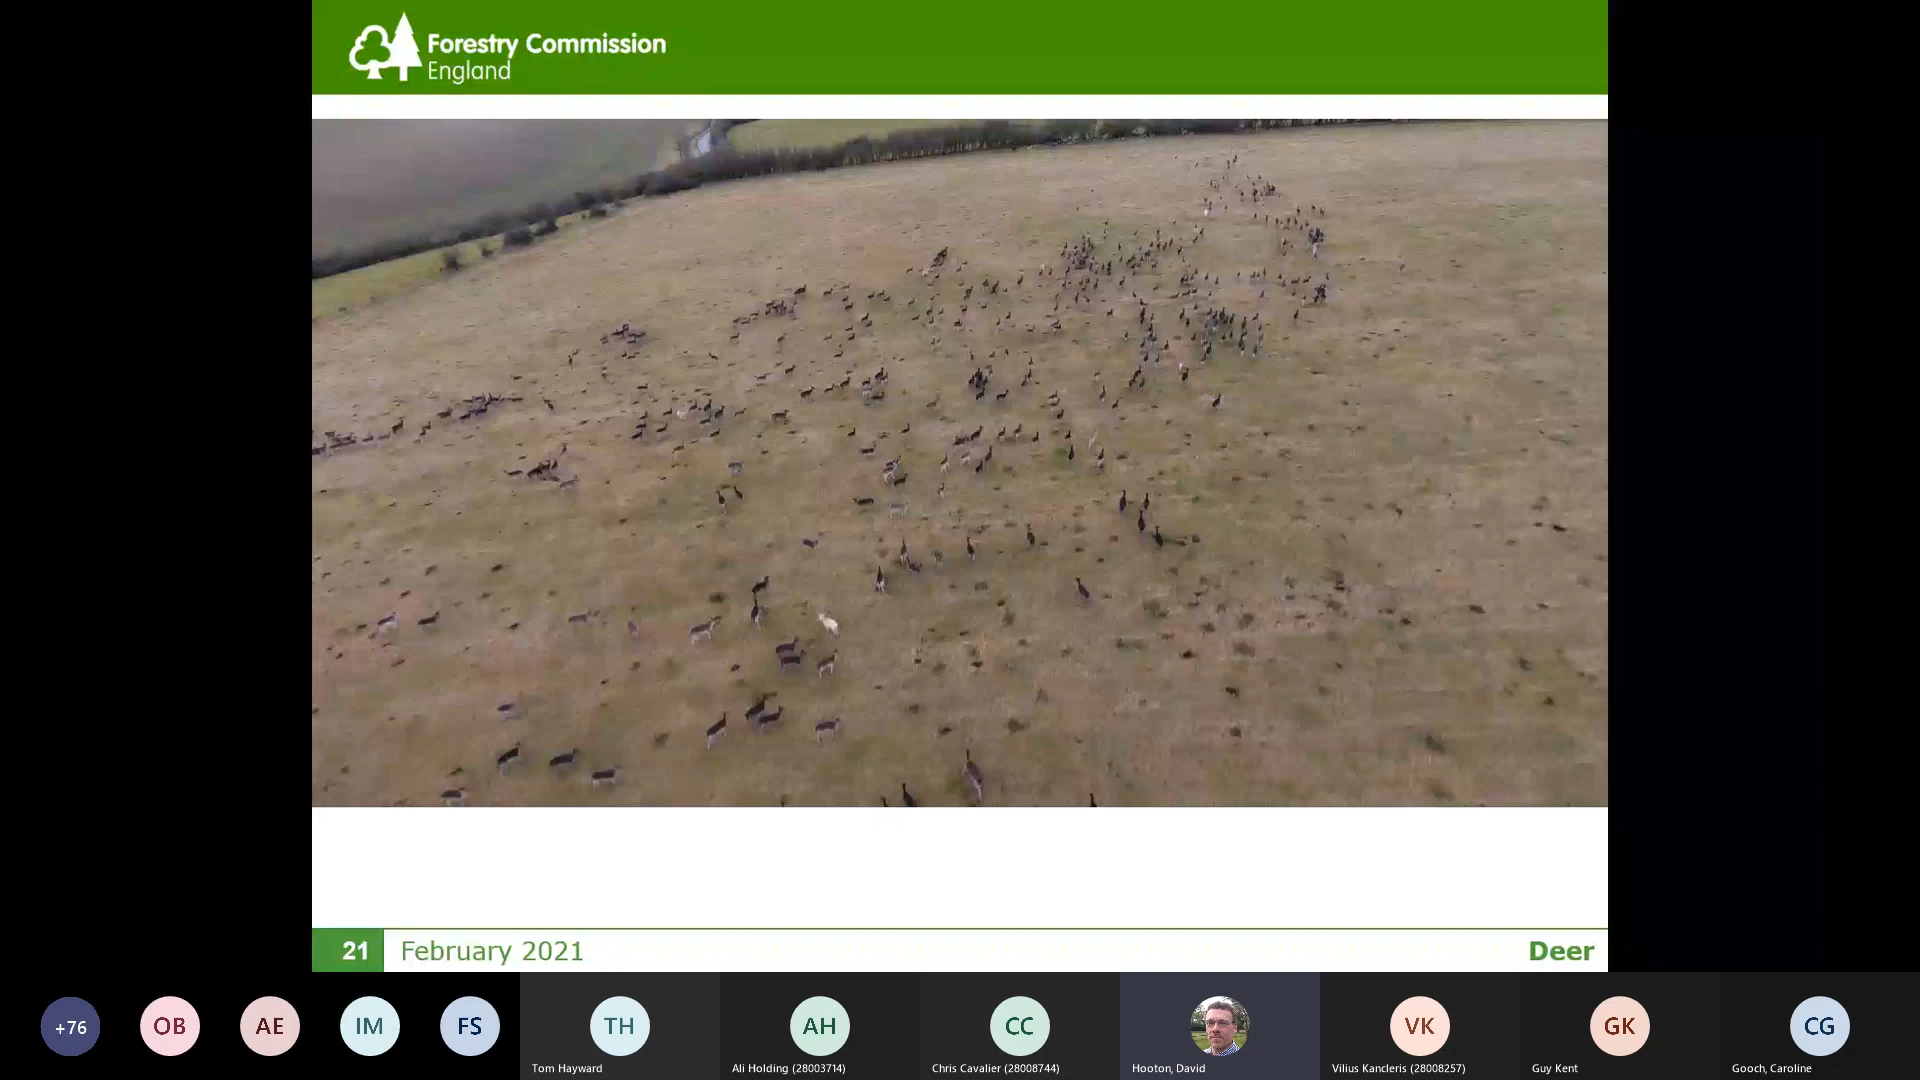 Forestry Commission
England
21
February 2021
Deer
+76
OB
AE
IM
FS
TH
AH
CC
VK
GK
CG
Tom Hayward
Ali Holding (28003714)
Chris Cavalier (28008744)
Hooton, David
Vilius Kancleris (28008257)
Guy Kent
Gooch, Caroline